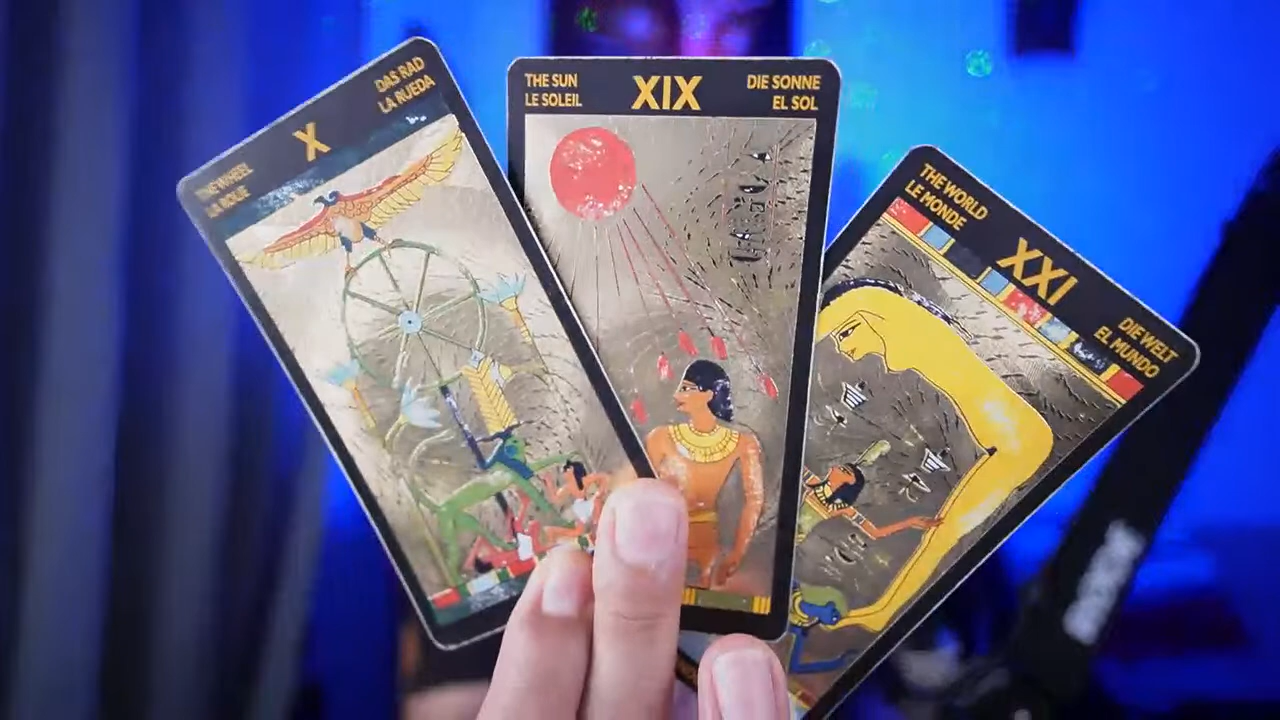 THE WHEEL
LA ROUE
X
DAS RAD
LA RUEDA
THE SUN
LE SOLEIL
XIX
DIE SONNE
EL SOL
THE WORLD
LE MONDE
XXI
DIE WELT
EL MUNDO